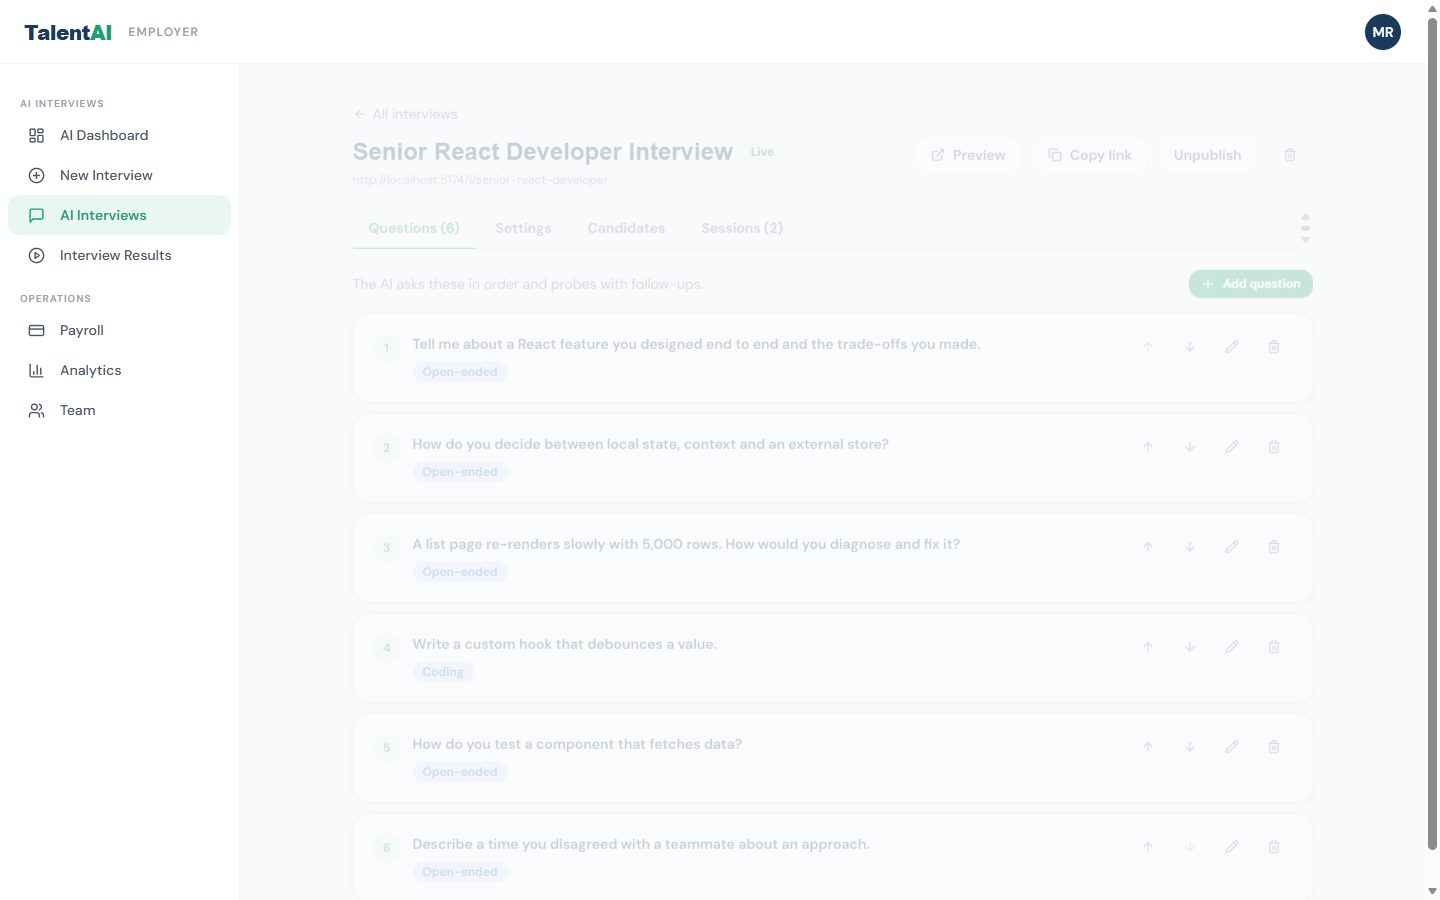 TalentAI EMPLOYER
MR
AI INTERVIEWS
AI Dashboard
New Interview
AI Interviews
Interview Results
OPERATIONS
Payroll
Analytics
Team
All interviews
Senior React Developer Interview Live
http://localhost:5174/i/senior-react-developer
Preview
Copy link
Unpublish
Questions (6)
Settings
Candidates
Sessions (2)
The AI asks these in order and probes with follow-ups.
Add question
1 Tell me about a React feature you designed end to end and the trade-offs you made.
Open-ended
2 How do you decide between local state, context and an external store?
Open-ended
3 A list page re-renders slowly with 5,000 rows. How would you diagnose and fix it?
Open-ended
4 Write a custom hook that debounces a value.
Coding
5 How do you test a component that fetches data?
Open-ended
6 Describe a time you disagreed with a teammate about an approach.
Open-ended